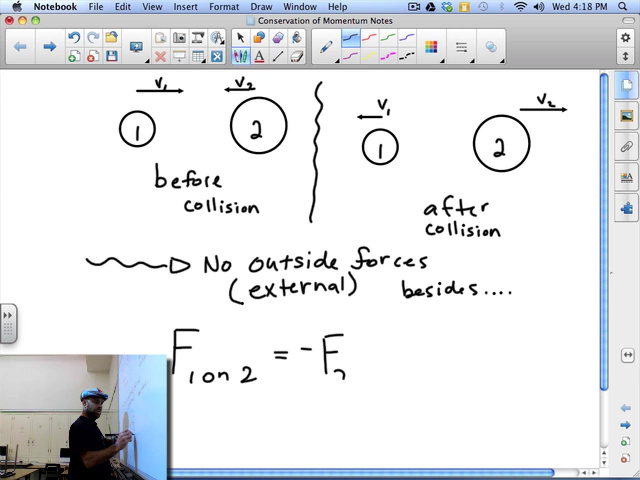 Notebook File Edit View Insert Format Draw Window Help Wed 4:18 PM
Conservation of Momentum Notes
V₁ V₂
1 2
before
collision
V₁ V₂
1 2
after
collision
No outside forces
(external) besides....
F₁ on 2 = -F